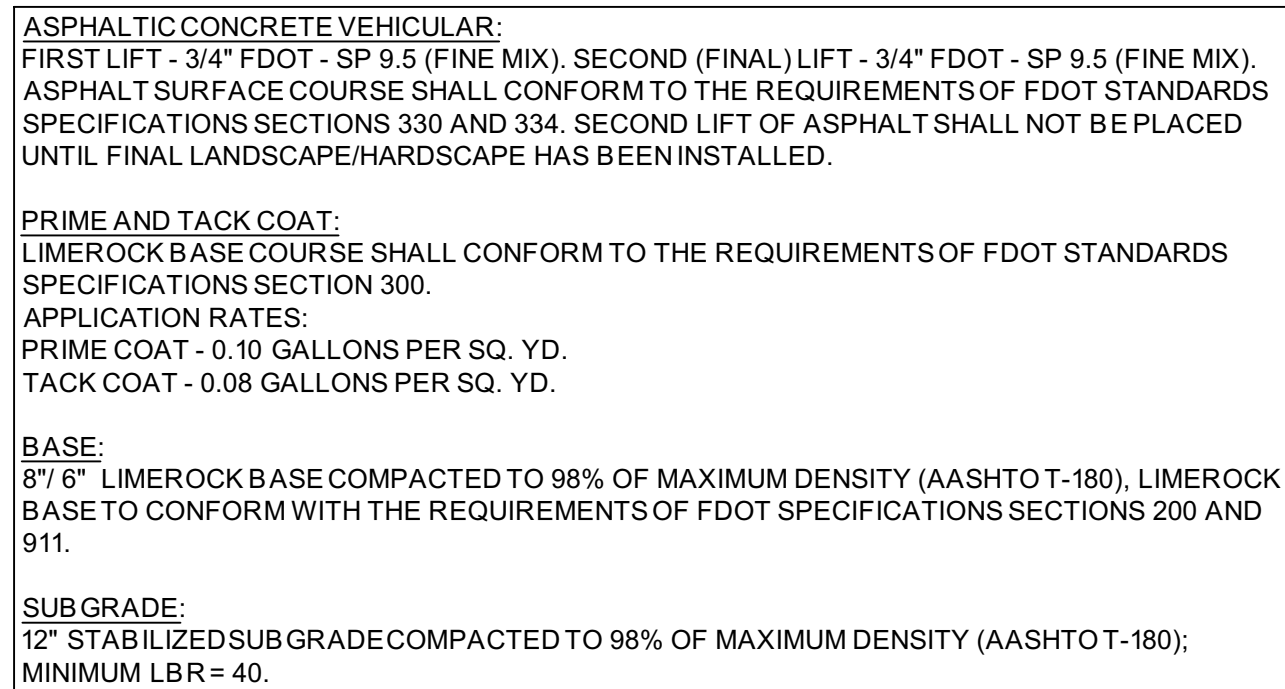 ASPHALTIC CONCRETE VEHICULAR:
FIRST LIFT - 3/4" FDOT - SP 9.5 (FINE MIX). SECOND (FINAL) LIFT - 3/4" FDOT - SP 9.5 (FINE MIX).
ASPHALT SURFACE COURSE SHALL CONFORM TO THE REQUIREMENTS OF FDOT STANDARDS
SPECIFICATIONS SECTIONS 330 AND 334. SECOND LIFT OF ASPHALT SHALL NOT BE PLACED
UNTIL FINAL LANDSCAPE/HARDSCAPE HAS BEEN INSTALLED.
PRIME AND TACK COAT:
LIMEROCK BASE COURSE SHALL CONFORM TO THE REQUIREMENTS OF FDOT STANDARDS
SPECIFICATIONS SECTION 300.
APPLICATION RATES:
PRIME COAT - 0.10 GALLONS PER SQ. YD.
TACK COAT - 0.08 GALLONS PER SQ. YD.
BASE:
8"/ 6" LIMEROCK BASE COMPACTED TO 98% OF MAXIMUM DENSITY (AASHTO T-180), LIMEROCK
BASE TO CONFORM WITH THE REQUIREMENTS OF FDOT SPECIFICATIONS SECTIONS 200 AND
911.
SUBGRADE:
12" STABILIZED SUBGRADE COMPACTED TO 98% OF MAXIMUM DENSITY (AASHTO T-180);
MINIMUM LBR = 40.